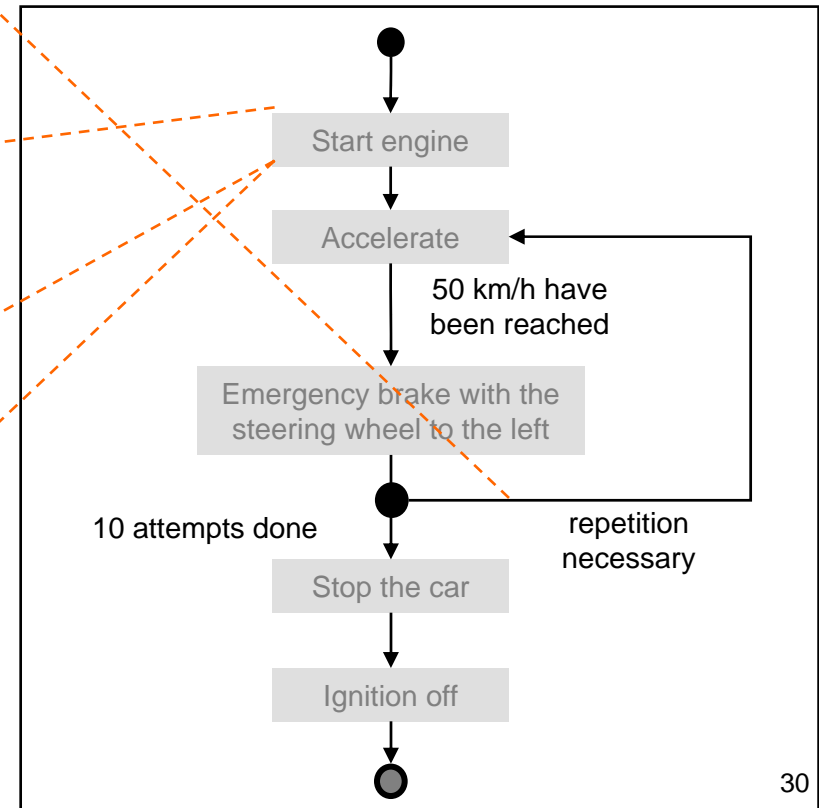 Start engine
Accelerate
50 km/h have
been reached
Emergency brake with the
steering wheel to the left
10 attempts done
repetition
necessary
Stop the car
Ignition off
30